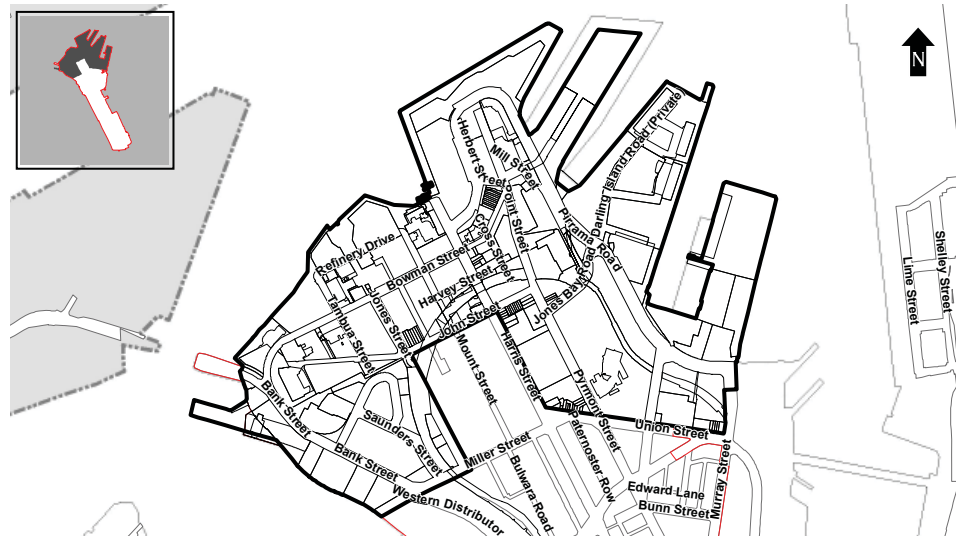 N
Herbert Street
Mill Street
Point Street
Cross Street
Pirrama Road
Darling Island Road (Private
Jones Bay Road
Refinery Drive
Bowman Street
Harvey Street
John Street
Jones Street
Tambua Street
Harris Street
Mount Street
Pyrmont Street
Paternoster Row
Bank Street
Saunders Street
Bank Street
Miller Street
Bulwara Road
Western Distributor
Union Street
Murray Street
Edward Lane
Bunn Street
Lime Street
Shelley Street